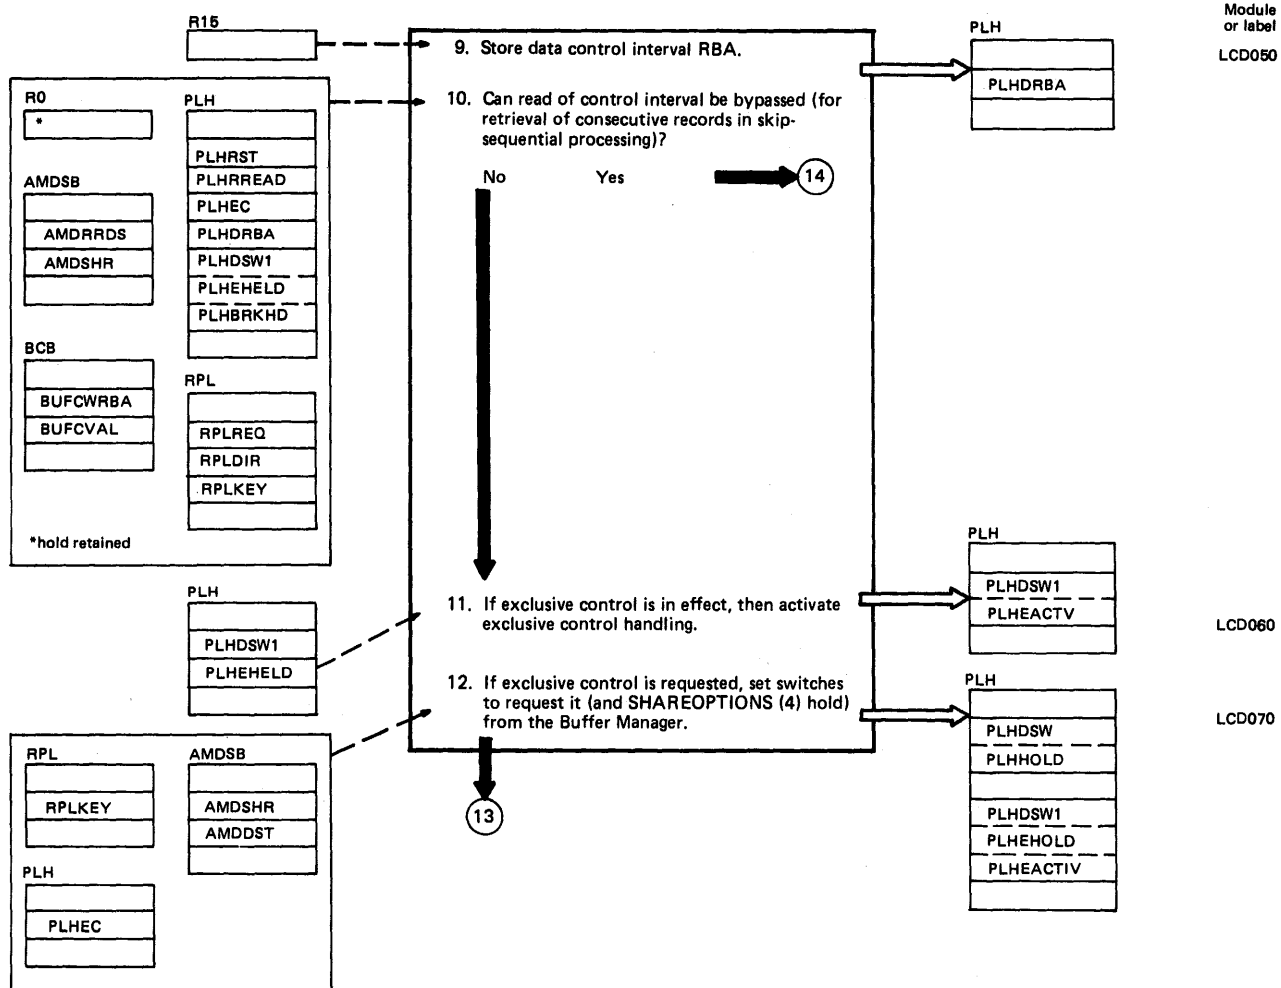 Module
or label
R15
PLH
9. Store data control interval RBA.
LCD050
PLHDRBA
R0
*
PLH
10. Can read of control interval be bypassed (for
retrieval of consecutive records in skip-
sequential processing)?
No Yes 14
PLHRST
PLHRREAD
PLHEC
PLHDRBA
PLHDSW1
PLHEHELD
PLHBRKHD
AMDSB
AMDRRDS
AMDSHR
BCB
BUFCWRBA
BUFCVAL
RPL
RPLREQ
RPLDIR
RPLKEY
*hold retained
PLH
PLHDSW1
PLHEHELD
11. If exclusive control is in effect, then activate
exclusive control handling.
PLH
PLHDSW1
PLHEACTV
LCD060
12. If exclusive control is requested, set switches
to request it (and SHAREOPTIONS (4) hold)
from the Buffer Manager.
13
PLH
PLHDSW
PLHHOLD
PLHDSW1
PLHEHOLD
PLHEACTIV
LCD070
RPL
RPLKEY
AMDSB
AMDSHR
AMDDST
PLH
PLHEC